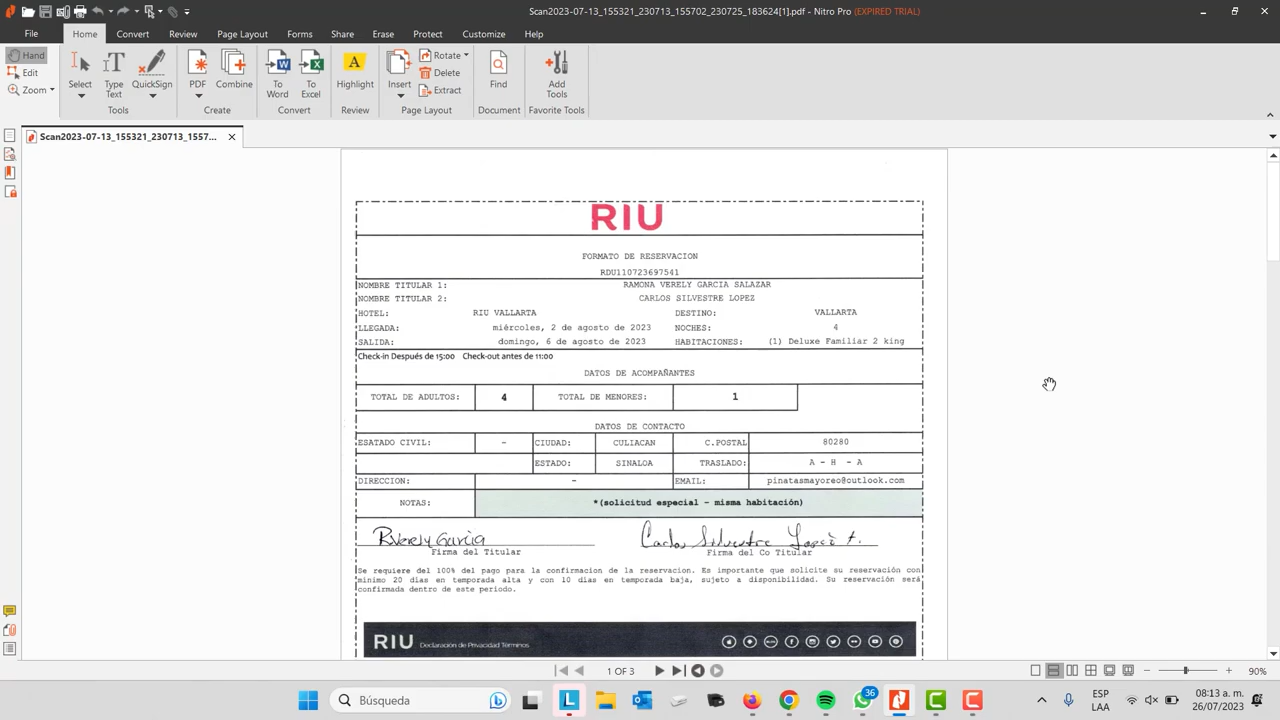 Scan2023-07-13_155321_230713_155702_230725_183624[1].pdf - Nitro Pro (EXPIRED TRIAL)
File Home Convert Review Page Layout Forms Share Erase Protect Customize Help
Hand
Edit
Zoom
Select
Type Text
QuickSign
Tools
PDF
Combine
Create
To Word
To Excel
Convert
Highlight
Review
Insert
Rotate
Delete
Extract
Page Layout
Find
Document
Add Tools
Favorite Tools
Scan2023-07-13_155321_230713_1557...
RIU
FORMATO DE RESERVACION
RDU110723697541
NOMBRE TITULAR 1: RAMONA VERELY GARCIA SALAZAR
NOMBRE TITULAR 2: CARLOS SILVESTRE LOPEZ
HOTEL: RIU VALLARTA DESTINO: VALLARTA
LLEGADA: miércoles, 2 de agosto de 2023 NOCHES: 4
SALIDA: domingo, 6 de agosto de 2023 HABITACIONES: (1) Deluxe Familiar 2 king
Check-in Después de 15:00 Check-out antes de 11:00
DATOS DE ACOMPAÑANTES
TOTAL DE ADULTOS: 4 TOTAL DE MENORES: 1
DATOS DE CONTACTO
ESATADO CIVIL: - CIUDAD: CULIACAN C.POSTAL 80280
ESTADO: SINALOA TRASLADO: A - H - A
DIRECCION: - EMAIL: pinatasmayoreo@outlook.com
NOTAS: *(solicitud especial - misma habitación)
R Verely Garcia Carlos Silvestre
Firma del Titular Firma del Co Titular
Se requiere del 100% del pago para la confirmacion de la reservacion. Es importante que solicite su reservación con
minimo 20 dias en temporada alta y con 10 dias en temporada baja, sujeto a disponibilidad. Su reservación será
confirmada dentro de este periodo.
RIU Declaración de Privacidad Términos
1 OF 3
90%
Búsqueda
36
ESP
LAA
08:13 a. m.
26/07/2023